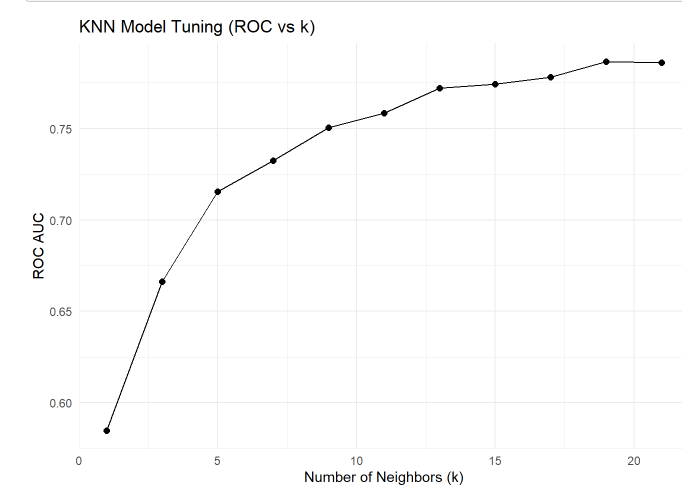 KNN Model Tuning (ROC vs k)
ROC AUC
0.75
0.70
0.65
0.60
0 5 10 15 20
Number of Neighbors (k)